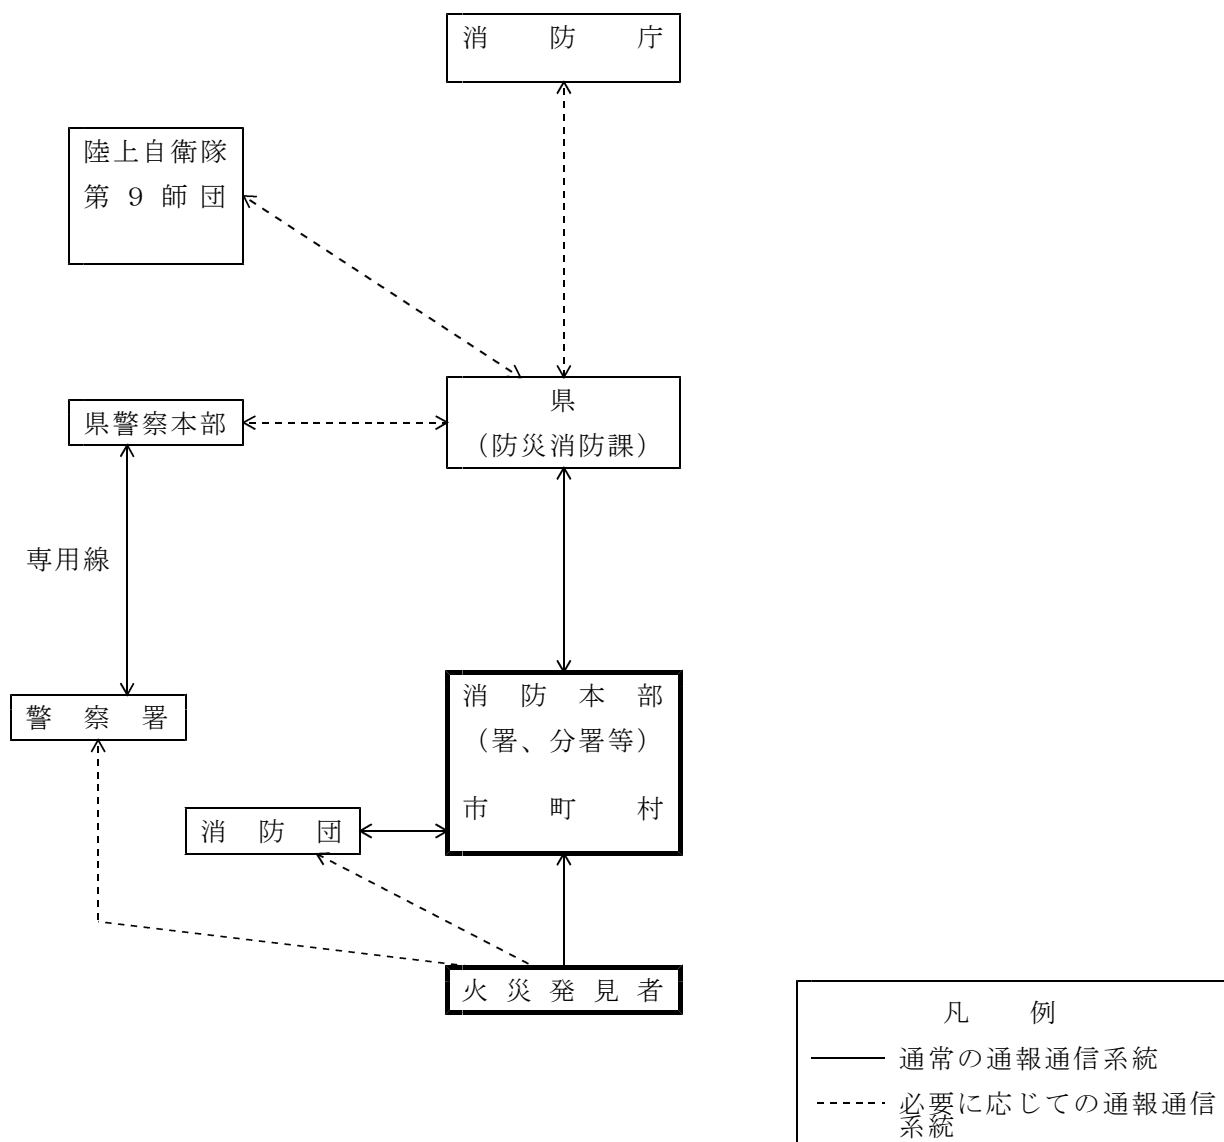 消防庁
陸上自衛隊
第９師団
県
（防災消防課）
県警察本部
専用線
消防本部
（署、分署等）
市町村
警察署
消防団
火災発見者
凡例
通常の通報通信系統
必要に応じての通報通信
系統